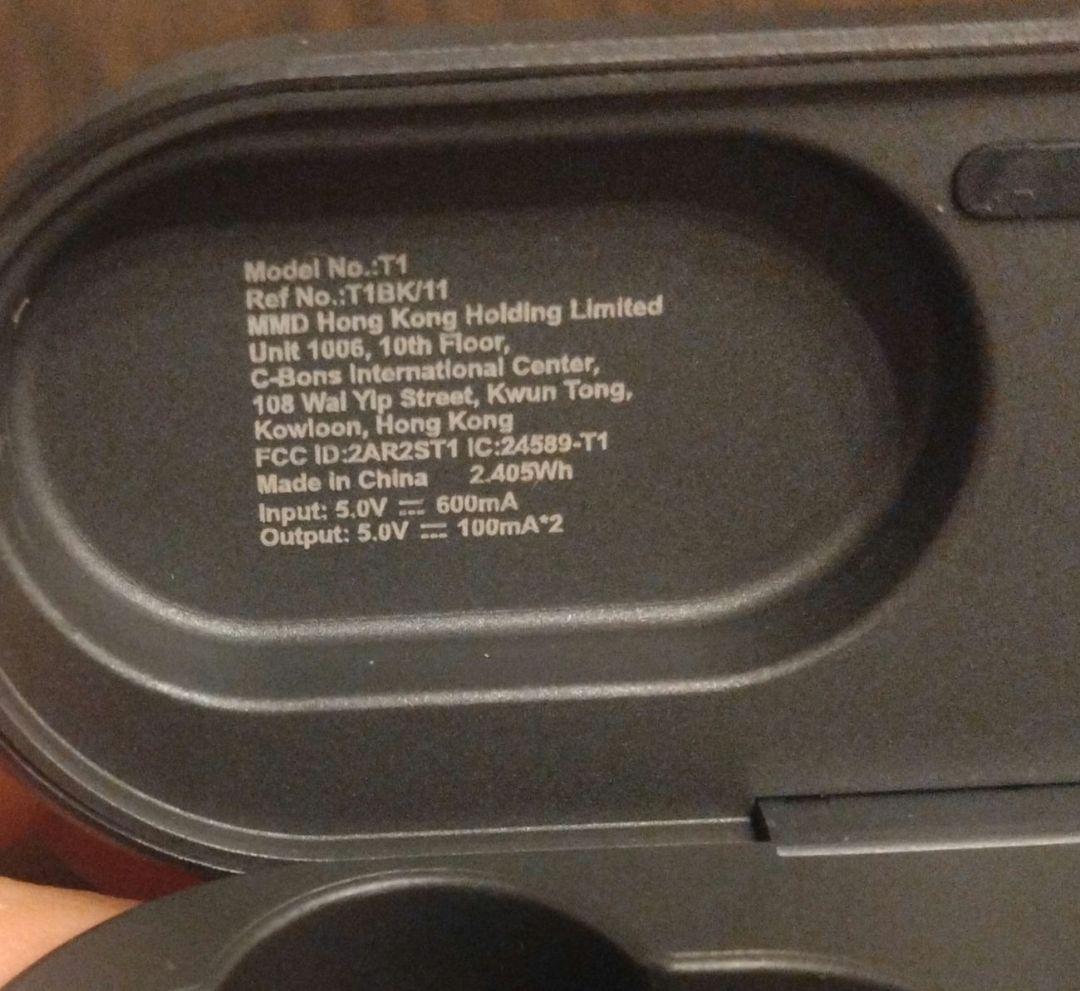 Model No.:T1
Ref No.:T1BK/11
MMD Hong Kong Holding Limited
Unit 1006, 10th Floor,
C-Bons International Center,
108 Wai Yip Street, Kwun Tong,
Kowloon, Hong Kong
FCC ID:2AR2ST1 IC:24589-T1
Made in China 2.405Wh
Input: 5.0V ⎓ 600mA
Output: 5.0V ⎓ 100mA*2